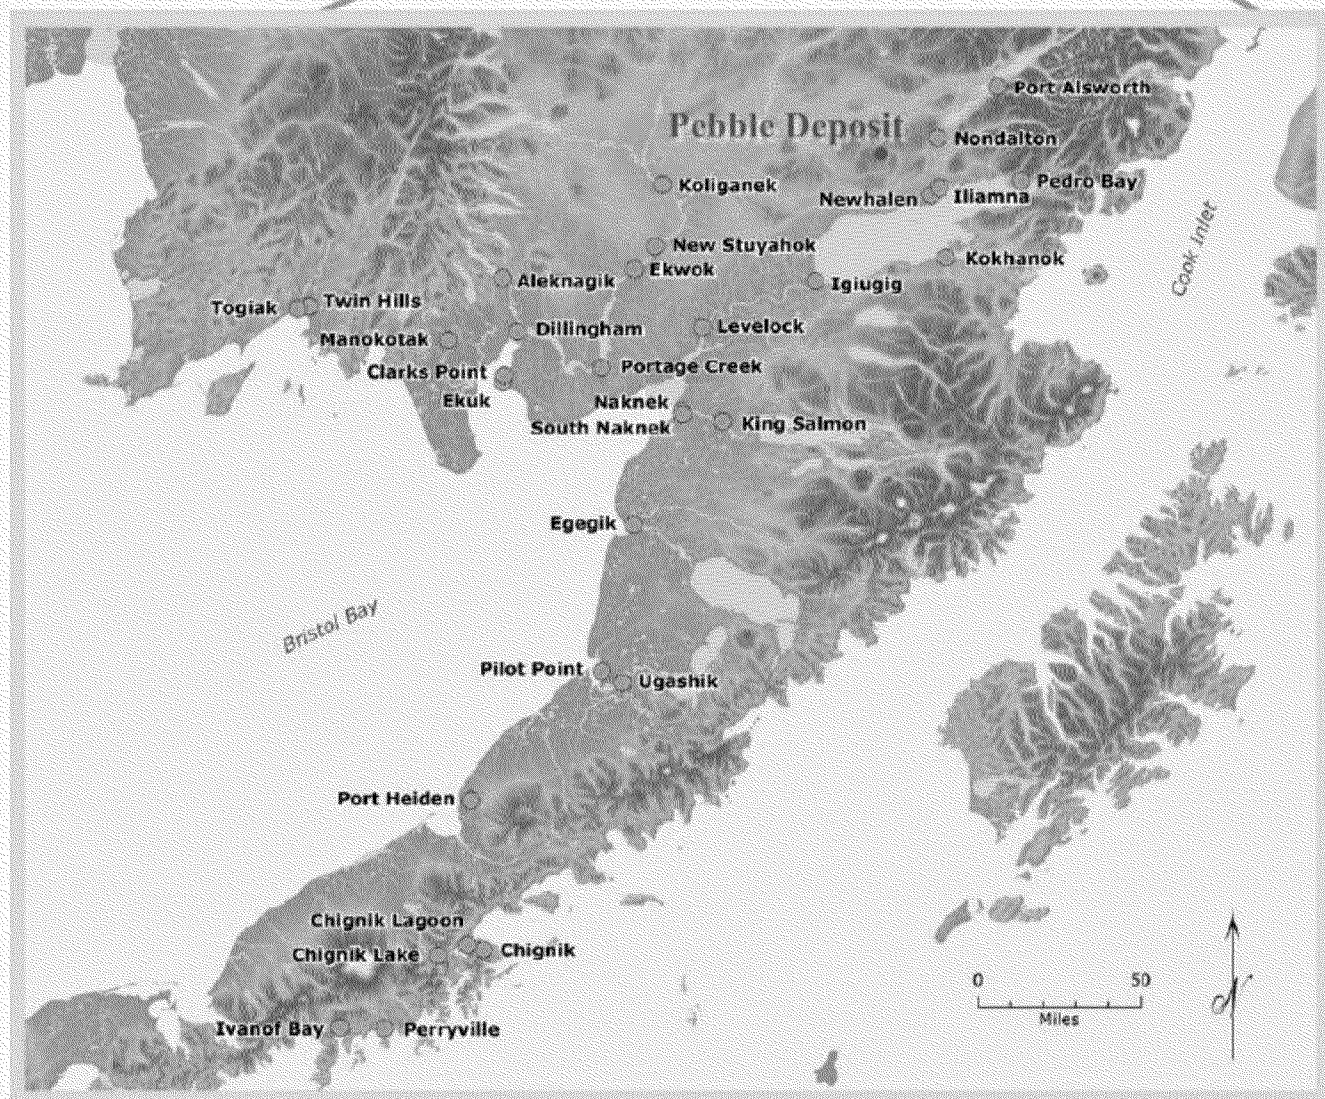 Port Alsworth
Pebble Deposit
Nondalton
Koliganek
Pedro Bay
Newhalen
Iliamna
New Stuyahok
Cook Inlet
Kokhanok
Ekwok
Aleknagik
Igiugig
Togiak
Twin Hills
Manokotak
Dillingham
Levelock
Clarks Point
Portage Creek
Ekuk
Naknek
South Naknek
King Salmon
Egegik
Bristol Bay
Pilot Point
Ugashik
Port Heiden
Chignik Lagoon
Chignik Lake
Chignik
0 50
Miles
N
Ivanof Bay
Perryville